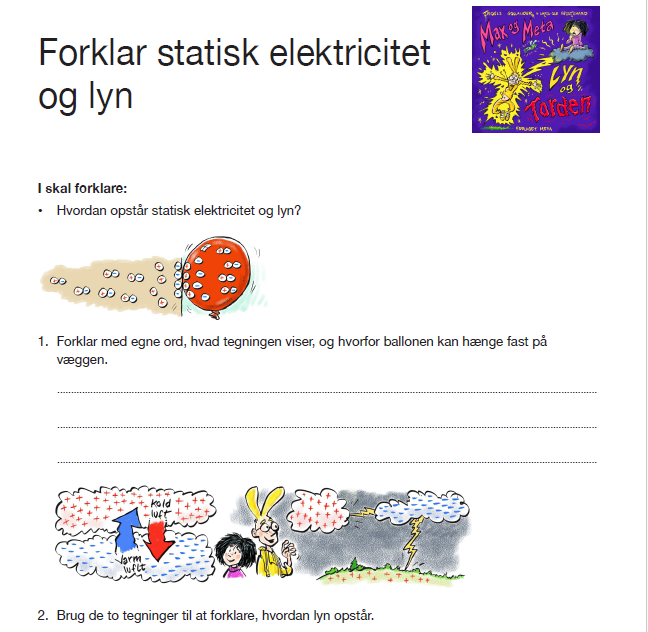 Forklar statisk elektricitet
og lyn
Max og Meta
Lyn
og
Torden
I skal forklare:
• Hvordan opstår statisk elektricitet og lyn?
1. Forklar med egne ord, hvad tegningen viser, og hvorfor ballonen kan hænge fast på
væggen.
Kold
luft
Varm
luft
2. Brug de to tegninger til at forklare, hvordan lyn opstår.